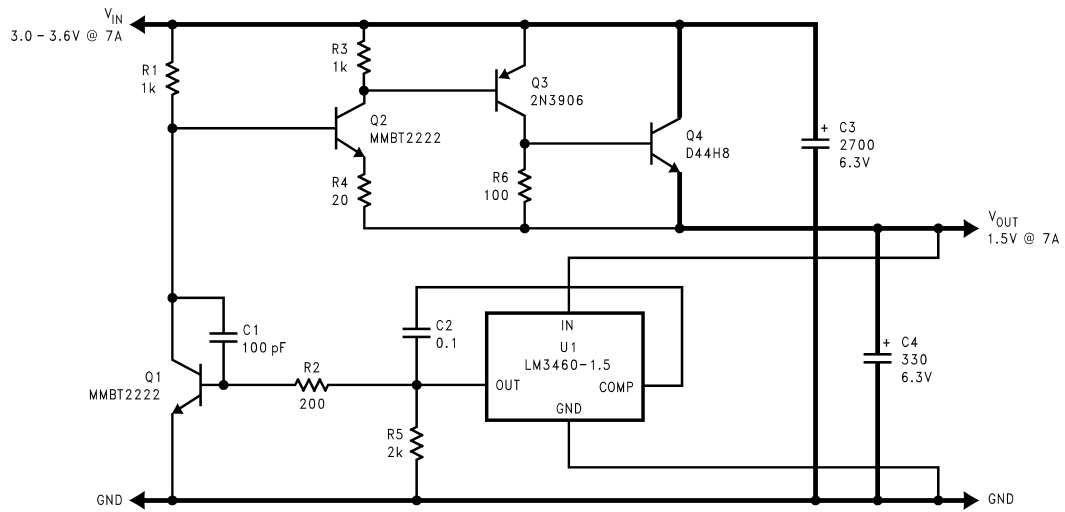 VIN
3.0 – 3.6V @ 7A
R1
1k
R3
1k
Q2
MMBT2222
R4
20
Q3
2N3906
R6
100
Q4
D44H8
+ C3
2700
6.3V
VOUT
1.5V @ 7A
C1
100 pF
Q1
MMBT2222
R2
200
C2
0.1
IN
U1
LM3460-1.5
OUT
COMP
GND
R5
2k
+ C4
330
6.3V
GND
GND